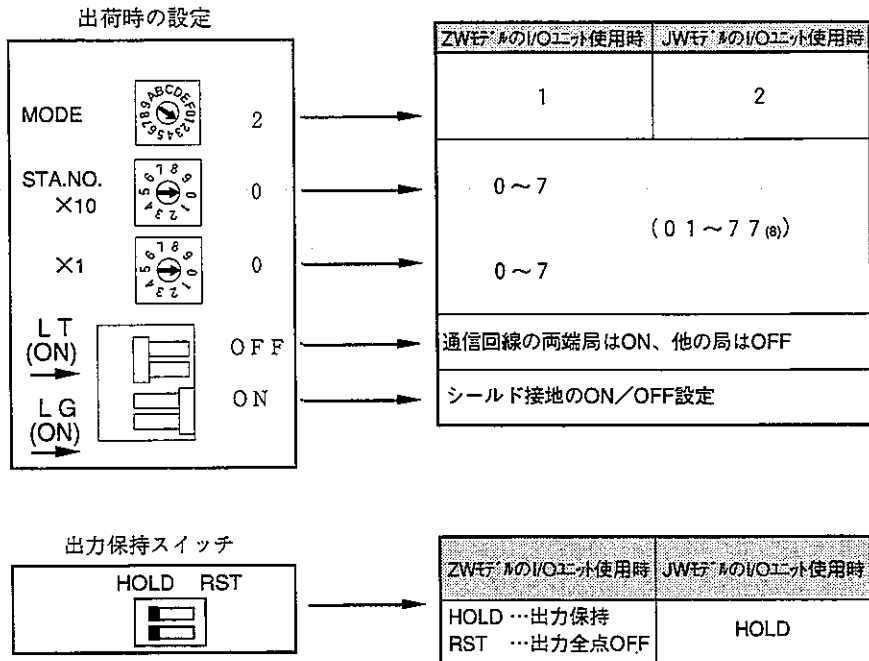 出荷時の設定
MODE
ABCDEF0123456789
2
STA.NO.
×10
0123456789
0
×1
0123456789
0
LT
(ON)
OFF
LG
(ON)
ON
ZWモデルのI/Oユニット使用時 JWモデルのI/Oユニット使用時
1 2
0~7
(01~77(8))
0~7
通信回線の両端局はON、他の局はOFF
シールド接地のON/OFF設定
出力保持スイッチ
HOLD RST
ZWモデルのI/Oユニット使用時 JWモデルのI/Oユニット使用時
HOLD …出力保持
RST …出力全点OFF
HOLD